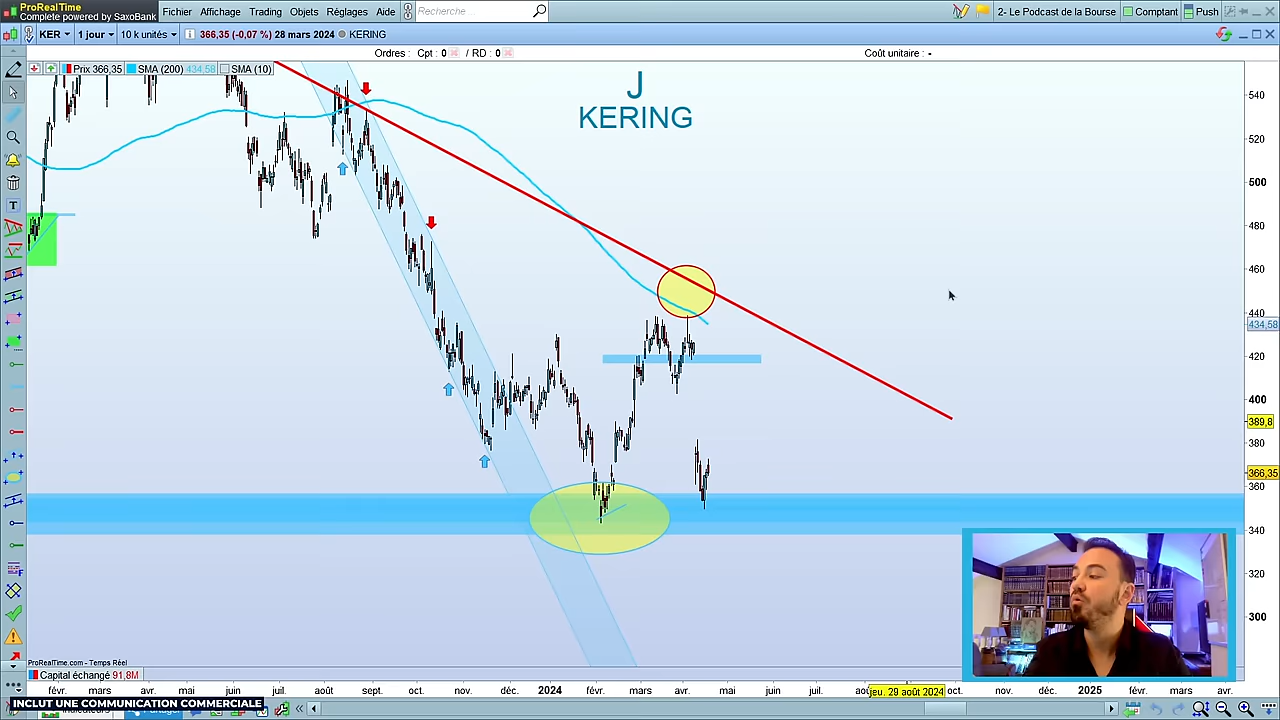 ProRealTime
Complete powered by SaxoBank
Fichier Affichage Trading Objets Réglages Aide
Recherche
2- Le Podcast de la Bourse Comptant Push
KER 1 jour 10 k unités 366,35 (-0,07 %) 28 mars 2024 KERING
Ordres : Cpt : 0 / RD : 0 Coût unitaire : -
Prix 366,35 SMA (200) 434,58 SMA (10)
J
KERING
540
520
500
480
460
440
434,58
420
400
389,8
380
366,35
360
340
320
300
ProRealTime.com - Temps Réel
Capital échangé 91,8M
févr. mars avr. mai juin juil. août sept. oct. nov. déc. 2024 févr. mars avr. mai juin juil. jeu. 29 août 2024 oct. nov. déc. 2025 févr. mars avr.
INCLUT UNE COMMUNICATION COMMERCIALE